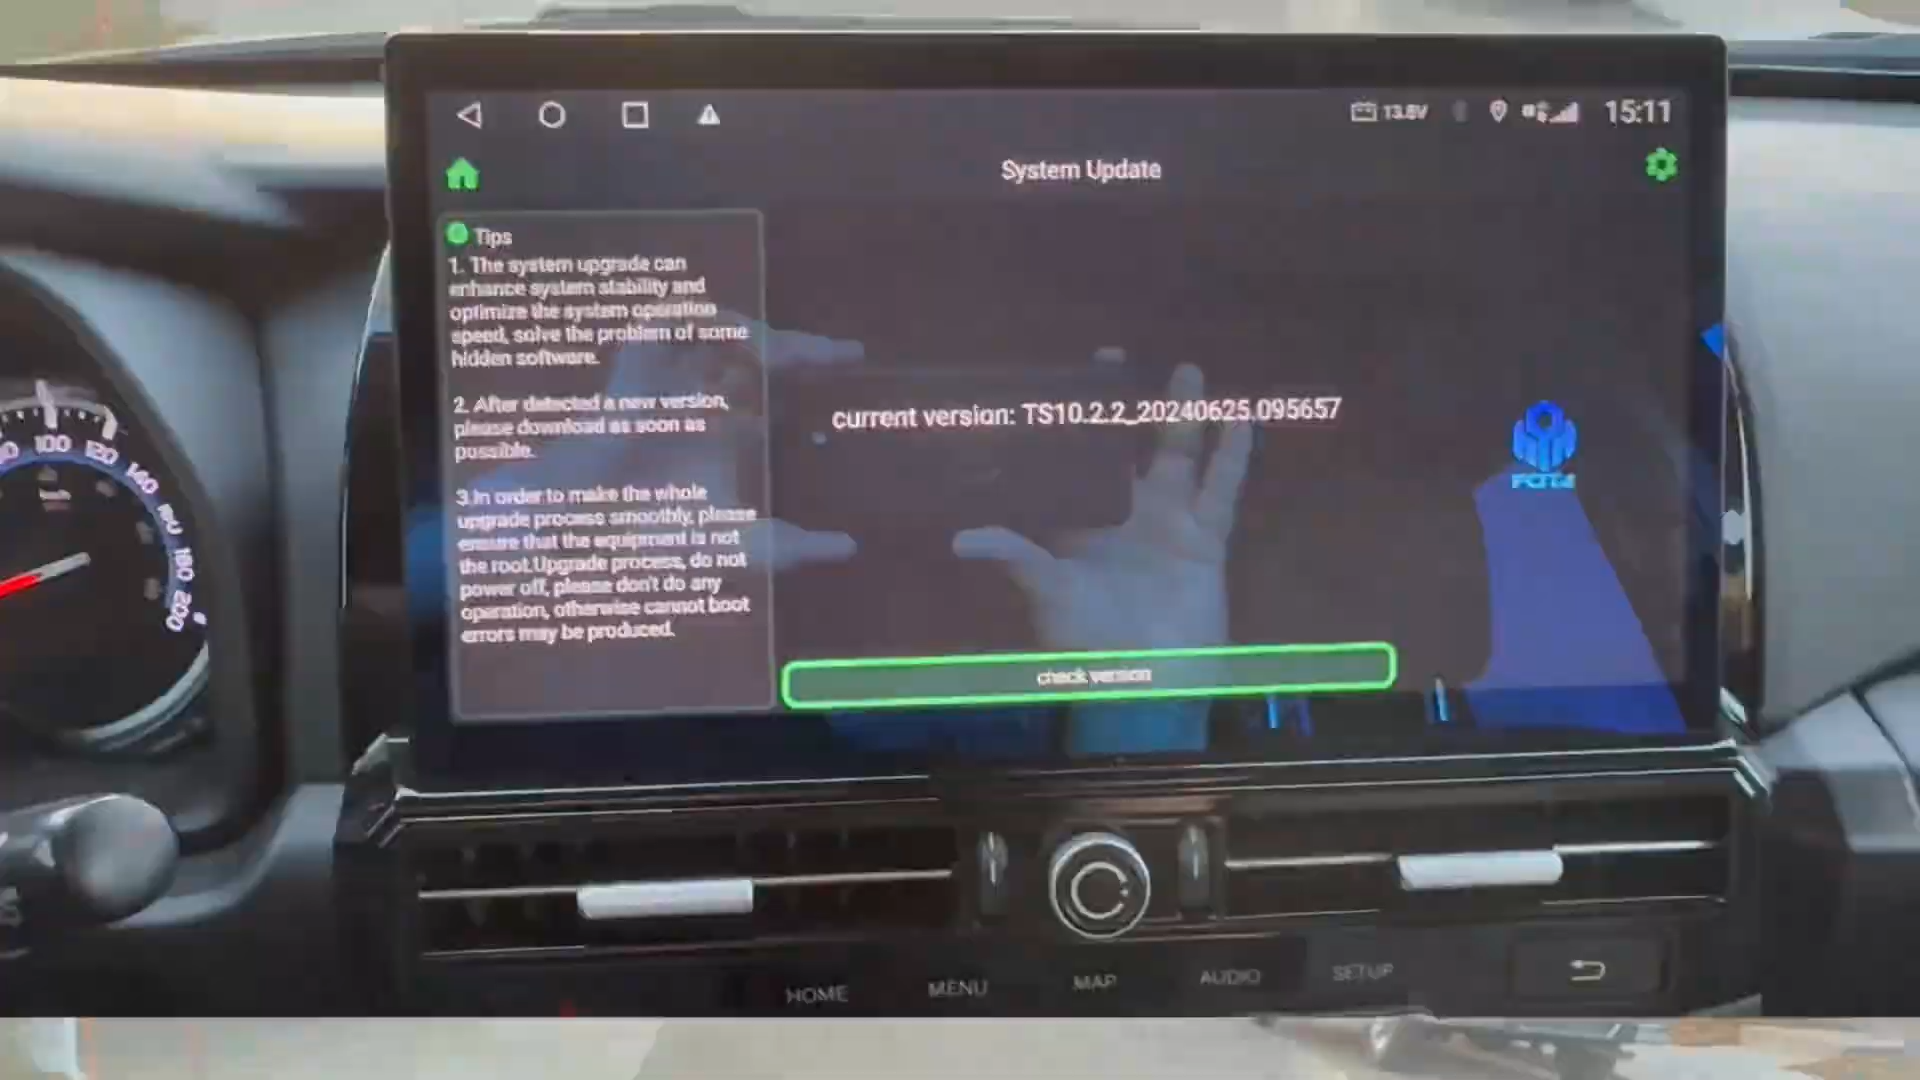 13.8V
15:11
System Update
Tips
1. The system upgrade can
enhance system stability and
optimize the system operation
speed, solve the problem of some
hidden software.
2. After detected a new version,
please download as soon as
possible.
3.In order to make the whole
upgrade process smoothly, please
ensure that the equipment is not
the root.Upgrade process, do not
power off, please don't do any
operation, otherwise cannot boot
errors may be produced.
current version: TS10.2.2_20240625.095657
check version
100
120
140
180
200
km/h
HOME
MENU
MAP
AUDIO
SETUP